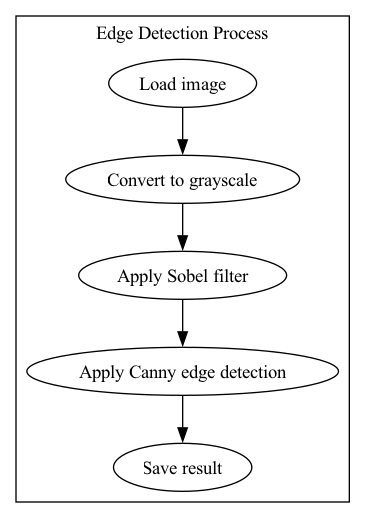 Edge Detection Process
Load image
Convert to grayscale
Apply Sobel filter
Apply Canny edge detection
Save result